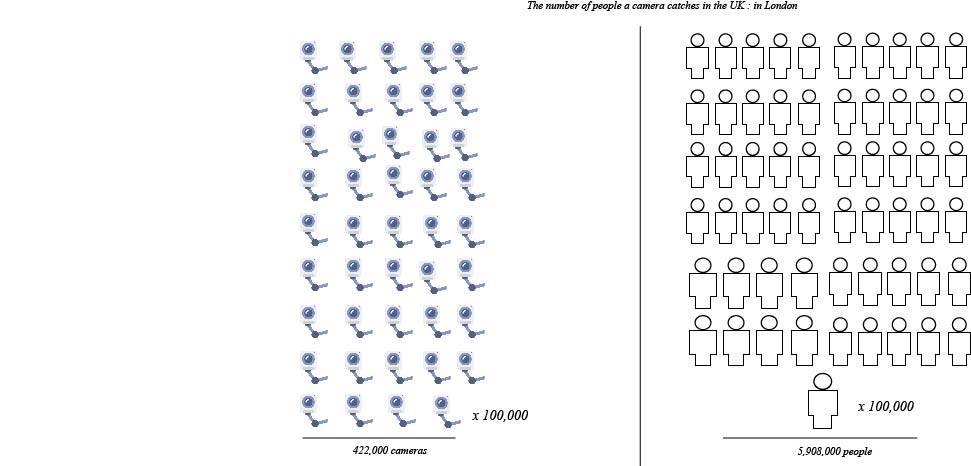 The number of people a camera catches in the UK : in London
x 100,000
422,000 cameras
x 100,000
5,908,000 people